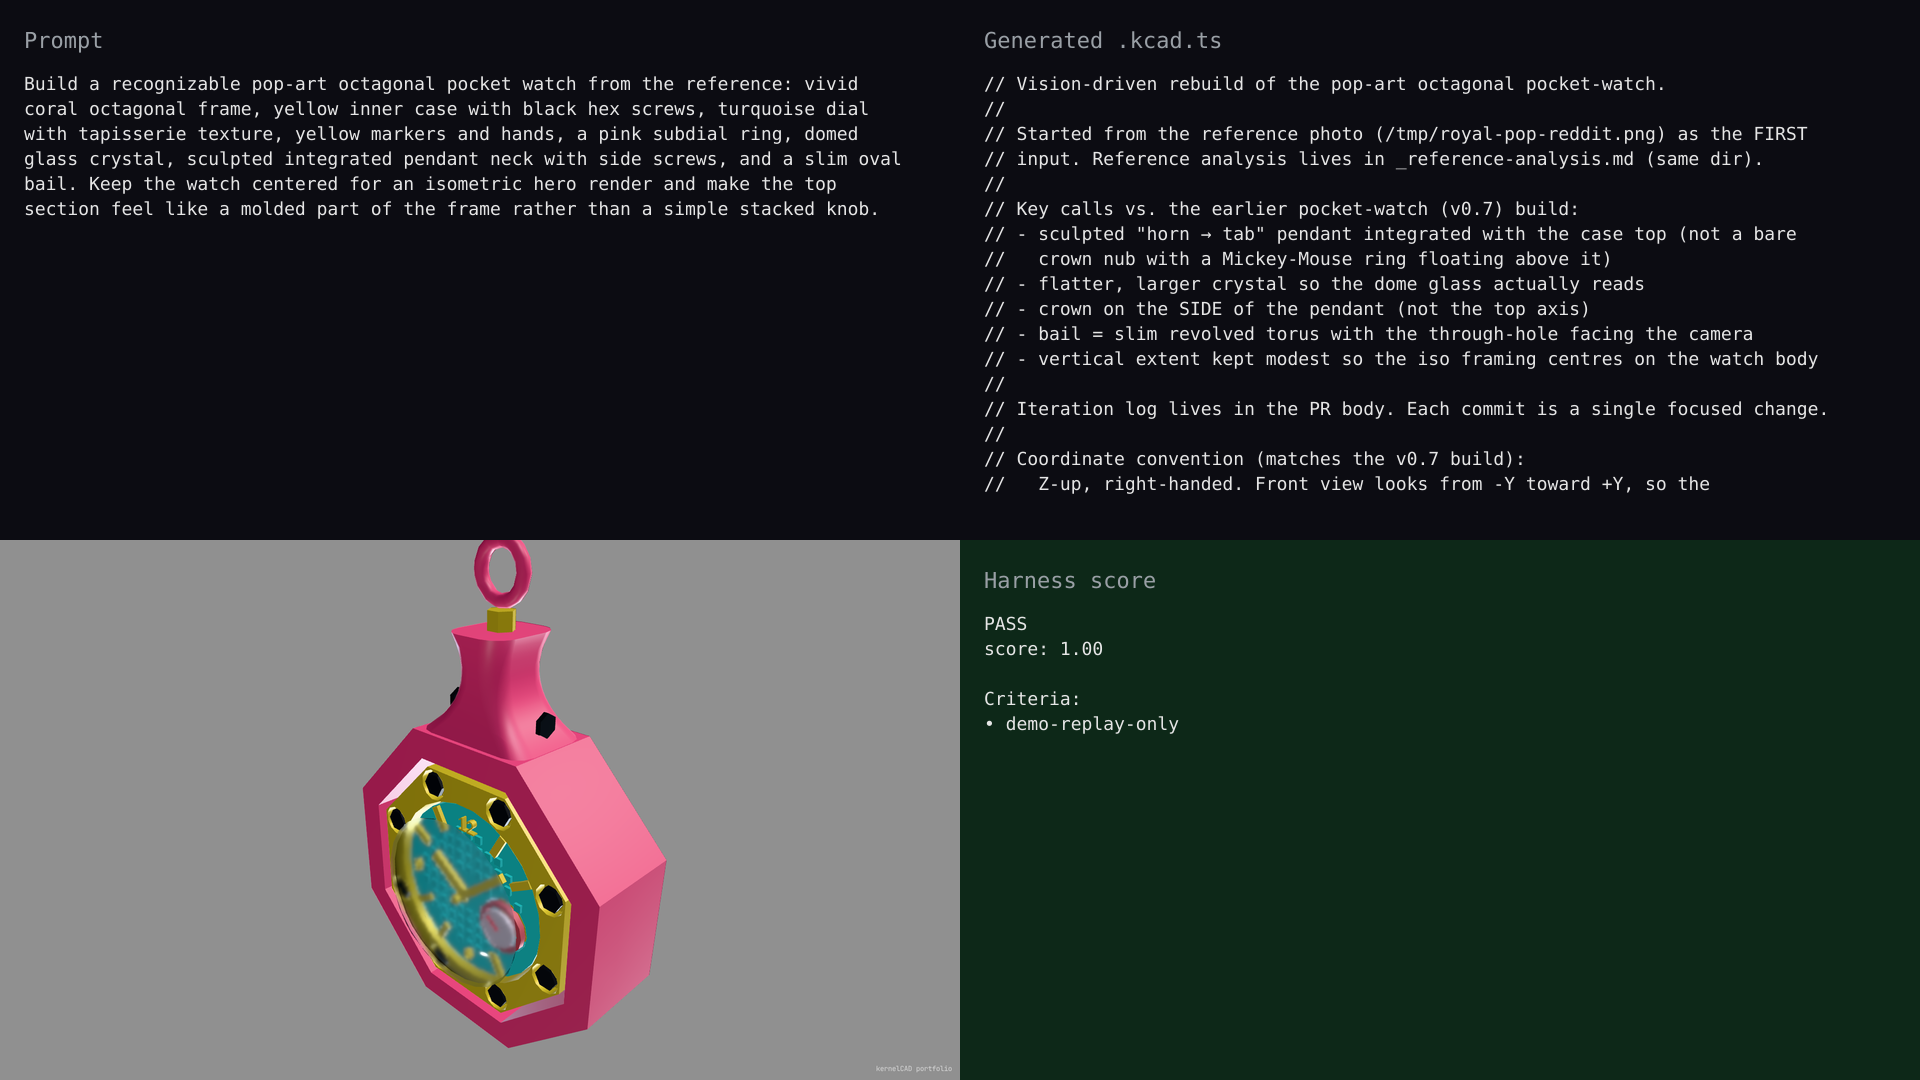 Prompt
Build a recognizable pop-art octagonal pocket watch from the reference: vivid
coral octagonal frame, yellow inner case with black hex screws, turquoise dial
with tapisserie texture, yellow markers and hands, a pink subdial ring, domed
glass crystal, sculpted integrated pendant neck with side screws, and a slim oval
bail. Keep the watch centered for an isometric hero render and make the top
section feel like a molded part of the frame rather than a simple stacked knob.
Generated .kcad.ts
// Vision-driven rebuild of the pop-art octagonal pocket-watch.
//
// Started from the reference photo (/tmp/royal-pop-reddit.png) as the FIRST
// input. Reference analysis lives in _reference-analysis.md (same dir).
//
// Key calls vs. the earlier pocket-watch (v0.7) build:
// - sculpted "horn → tab" pendant integrated with the case top (not a bare
//   crown nub with a Mickey-Mouse ring floating above it)
// - flatter, larger crystal so the dome glass actually reads
// - crown on the SIDE of the pendant (not the top axis)
// - bail = slim revolved torus with the through-hole facing the camera
// - vertical extent kept modest so the iso framing centres on the watch body
//
// Iteration log lives in the PR body. Each commit is a single focused change.
//
// Coordinate convention (matches the v0.7 build):
//   Z-up, right-handed. Front view looks from -Y toward +Y, so the
12
kernelCAD portfolio
Harness score
PASS
score: 1.00
Criteria:
• demo-replay-only